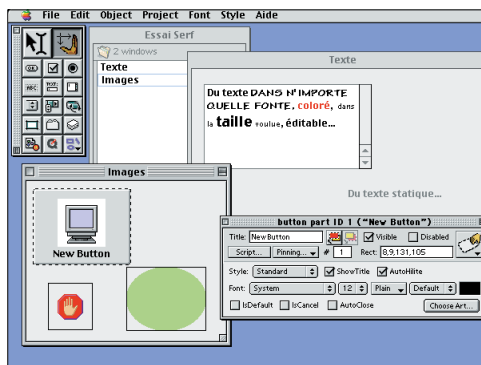 File Edit Object Project Font Style Aide
Essai Serf
2 windows
Texte
Images
Texte
Du texte DANS N'IMPORTE
QUELLE FONTE, coloré, dans
la taille voulue, éditable...
Du texte statique...
Images
New Button
button part ID 1 ("New Button")
Title: New Button Visible Disabled
Script... Pinning... # 1 Rect: 8,9,131,105
Style: Standard ShowTitle AutoHilite
Font: System 12 Plain Default
IsDefault IsCancel AutoClose Choose Art...